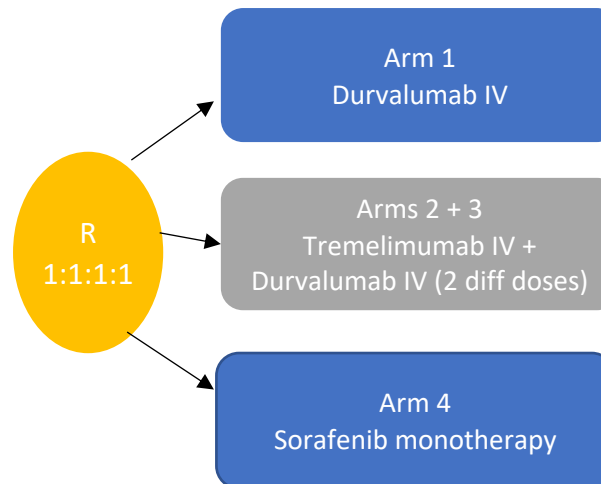 Arm 1
Durvalumab IV
R
1:1:1:1
Arms 2 + 3
Tremelimumab IV +
Durvalumab IV (2 diff doses)
Arm 4
Sorafenib monotherapy